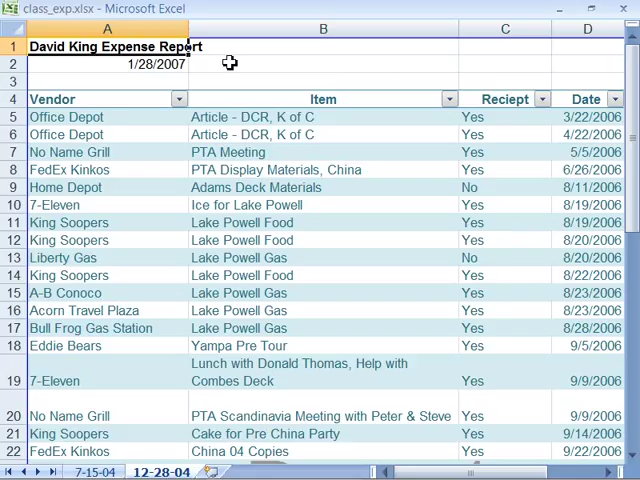 class_exp.xlsx - Microsoft Excel
A B C D
1 David King Expense Report
2 1/28/2007
3
4 Vendor Item Reciept Date
5 Office Depot Article - DCR, K of C Yes 3/22/2006
6 Office Depot Article - DCR, K of C Yes 4/22/2006
7 No Name Grill PTA Meeting Yes 5/5/2006
8 FedEx Kinkos PTA Display Materials, China Yes 6/26/2006
9 Home Depot Adams Deck Materials No 8/11/2006
10 7-Eleven Ice for Lake Powell Yes 8/19/2006
11 King Soopers Lake Powell Food Yes 8/19/2006
12 King Soopers Lake Powell Food Yes 8/20/2006
13 Liberty Gas Lake Powell Gas No 8/20/2006
14 King Soopers Lake Powell Food Yes 8/22/2006
15 A-B Conoco Lake Powell Gas Yes 8/23/2006
16 Acorn Travel Plaza Lake Powell Gas Yes 8/23/2006
17 Bull Frog Gas Station Lake Powell Gas Yes 8/28/2006
18 Eddie Bears Yampa Pre Tour Yes 9/5/2006
Lunch with Donald Thomas, Help with
19 7-Eleven Combes Deck Yes 9/9/2006
20 No Name Grill PTA Scandinavia Meeting with Peter & Steve Yes 9/9/2006
21 King Soopers Cake for Pre China Party Yes 9/14/2006
22 FedEx Kinkos China 04 Copies Yes 9/22/2006
7-15-04 12-28-04